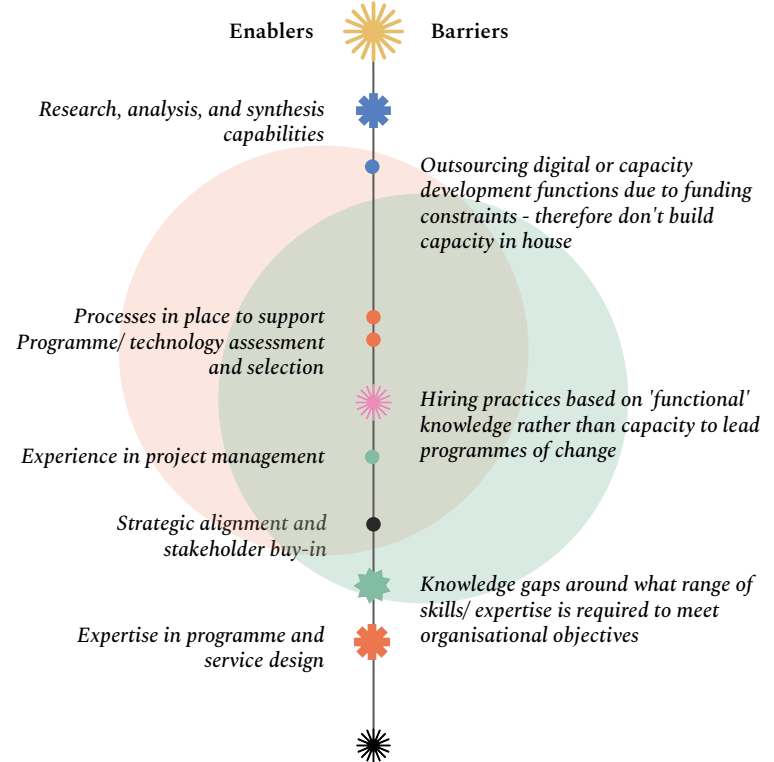 Enablers
Barriers
Research, analysis, and synthesis
capabilities
Outsourcing digital or capacity
development functions due to funding
constraints - therefore don't build
capacity in house
Processes in place to support
Programme/ technology assessment
and selection
Hiring practices based on 'functional'
knowledge rather than capacity to lead
programmes of change
Experience in project management
Strategic alignment and
stakeholder buy-in
Knowledge gaps around what range of
skills/ expertise is required to meet
organisational objectives
Expertise in programme and
service design